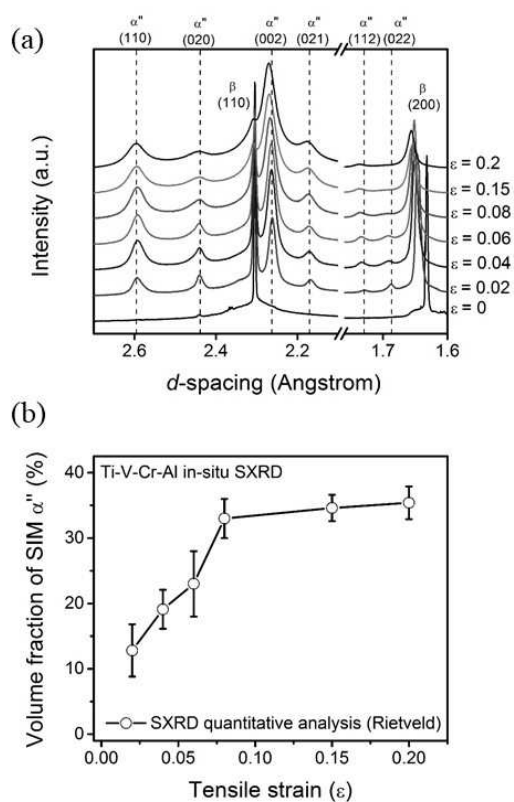 (a)
α" α" α" α" α" α"
(110) (020) (002) (021) (112) (022)
β
(110)
β
(200)
ε = 0.2
ε = 0.15
ε = 0.08
ε = 0.06
ε = 0.04
ε = 0.02
ε = 0
Intensity (a.u.)
2.6 2.4 2.2 1.7 1.6
d-spacing (Angstrom)
(b)
Ti-V-Cr-Al in-situ SXRD
Volume fraction of SIM α" (%)
40
30
20
10
0
SXRD quantitative analysis (Rietveld)
0.00 0.05 0.10 0.15 0.20
Tensile strain (ε)